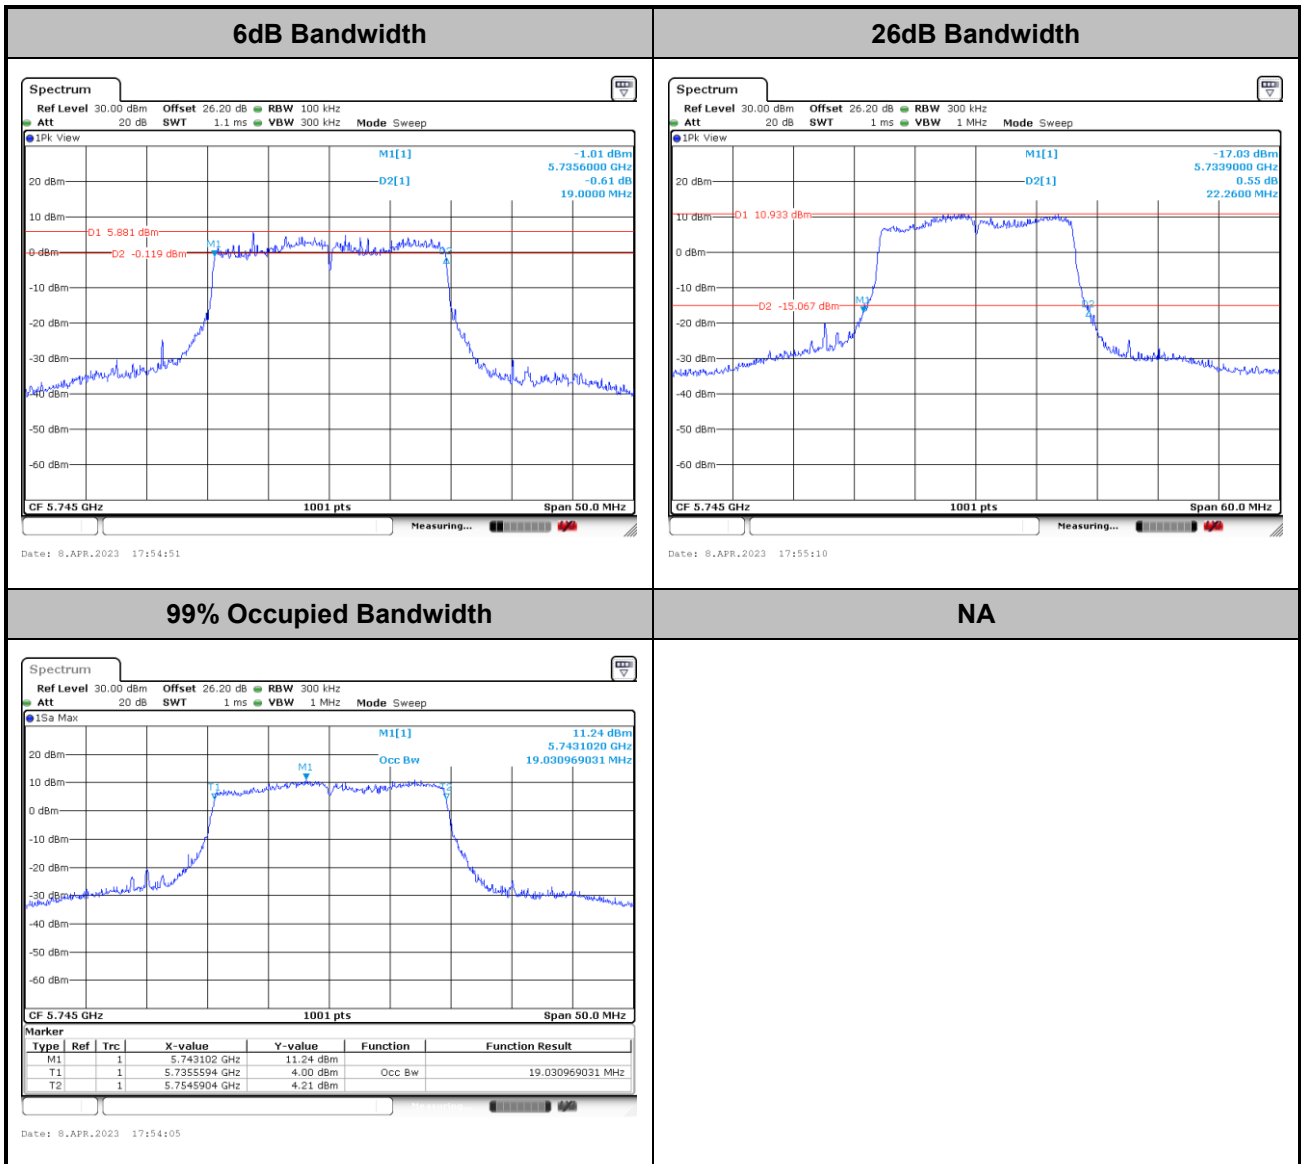 6dB Bandwidth
26dB Bandwidth
Spectrum
Ref Level 30.00 dBm Offset 26.20 dB RBW 100 kHz
Att 20 dB SWT 1.1 ms VBW 300 kHz Mode Sweep
1Pk View
M1[1] -1.01 dBm
5.7356000 GHz
20 dBm D2[1] -0.61 dB
19.0000 MHz
10 dBm
D1 5.881 dBm
M1
0 dBm D2 -0.119 dBm
-10 dBm
-20 dBm
-30 dBm
-40 dBm
-50 dBm
-60 dBm
CF 5.745 GHz 1001 pts Span 50.0 MHz
Measuring...
Date: 8.APR.2023 17:54:51
Spectrum
Ref Level 30.00 dBm Offset 26.20 dB RBW 300 kHz
Att 20 dB SWT 1 ms VBW 1 MHz Mode Sweep
1Pk View
M1[1] -17.03 dBm
5.7339000 GHz
20 dBm D2[1] 0.55 dB
22.2600 MHz
10 dBm D1 10.933 dBm
0 dBm
-10 dBm
M1 D2
D2 -15.067 dBm
-20 dBm
-30 dBm
-40 dBm
-50 dBm
-60 dBm
CF 5.745 GHz 1001 pts Span 60.0 MHz
Measuring...
Date: 8.APR.2023 17:55:10
99% Occupied Bandwidth
NA
Spectrum
Ref Level 30.00 dBm Offset 26.20 dB RBW 300 kHz
Att 20 dB SWT 1 ms VBW 1 MHz Mode Sweep
1Sa Max
M1[1] 11.24 dBm
5.7431020 GHz
20 dBm Occ Bw 19.030969031 MHz
M1
10 dBm
T1 T2
0 dBm
-10 dBm
-20 dBm
-30 dBm
-40 dBm
-50 dBm
-60 dBm
CF 5.745 GHz 1001 pts Span 50.0 MHz
Marker
Type Ref Trc X-value Y-value Function Function Result
M1 1 5.743102 GHz 11.24 dBm
T1 1 5.7355594 GHz 4.00 dBm Occ Bw 19.030969031 MHz
T2 1 5.7545904 GHz 4.21 dBm
Measuring...
Date: 8.APR.2023 17:54:05